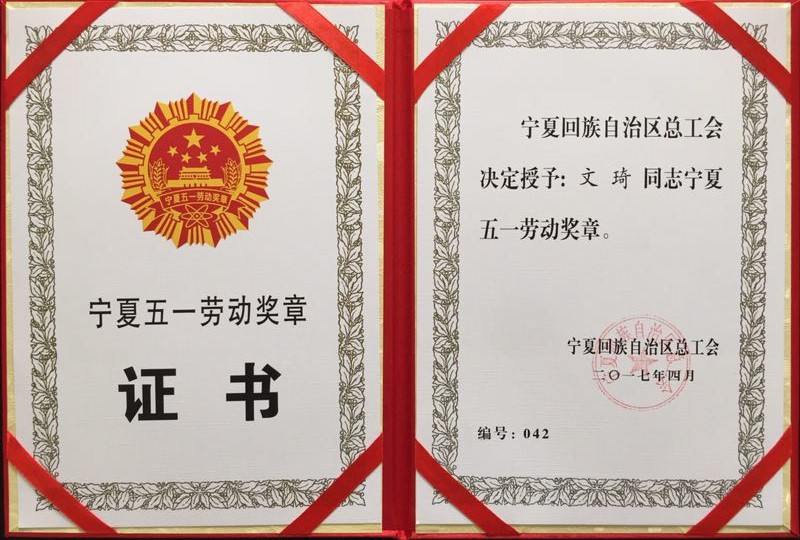 宁夏五一劳动奖章
宁夏五一劳动奖章
证书
宁夏回族自治区总工会
决定授予：文琦同志宁夏
五一劳动奖章。
宁夏回族自治区总工会
二〇一七年四月
编号：042